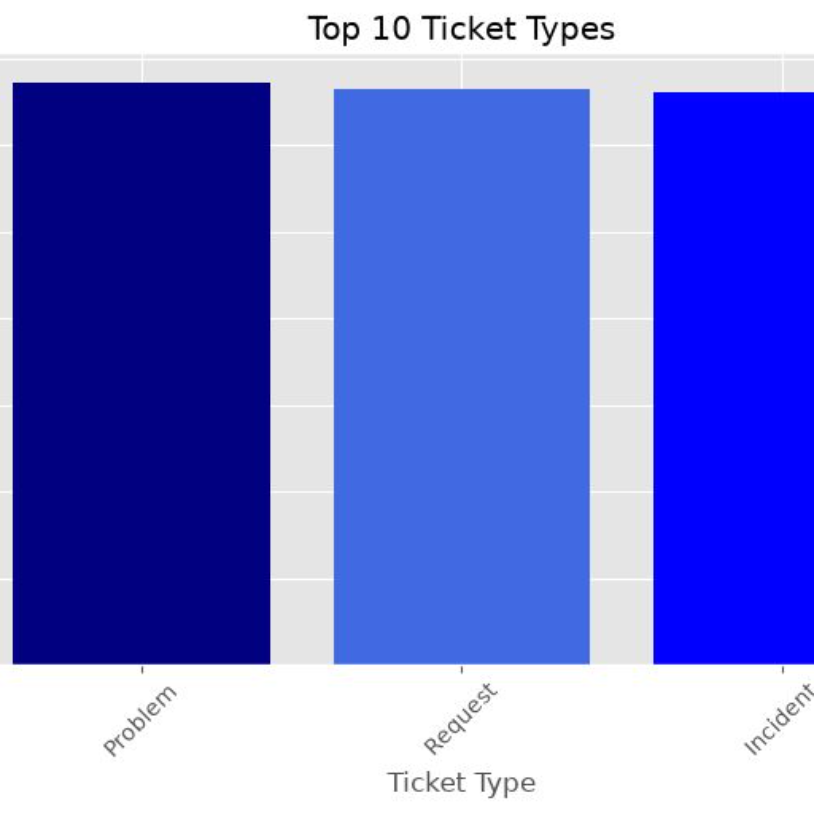 Top 10 Ticket Types
Problem
Request
Incident
Ticket Type